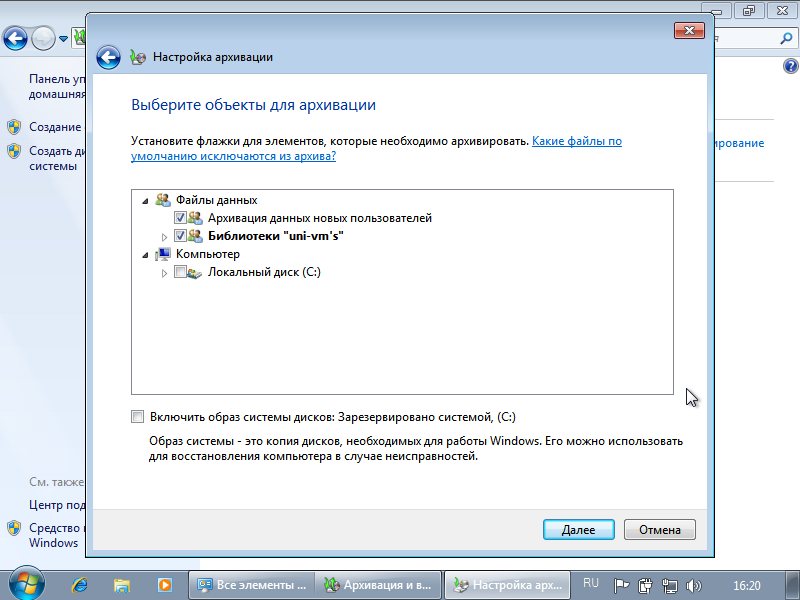 Настройка архивации
Панель уп
домашняя
Создание
Создать ди
системы
Выберите объекты для архивации
Установите флажки для элементов, которые необходимо архивировать. Какие файлы по
умолчанию исключаются из архива?
ирование
Файлы данных
Архивация данных новых пользователей
Библиотеки "uni-vm's"
Компьютер
Локальный диск (C:)
Включить образ системы дисков: Зарезервировано системой, (C:)
Образ системы - это копия дисков, необходимых для работы Windows. Его можно использовать
для восстановления компьютера в случае неисправностей.
См. также
Центр под
Средство
Windows
Далее
Отмена
Все элементы ...
Архивация и в...
Настройка арх...
RU
16:20